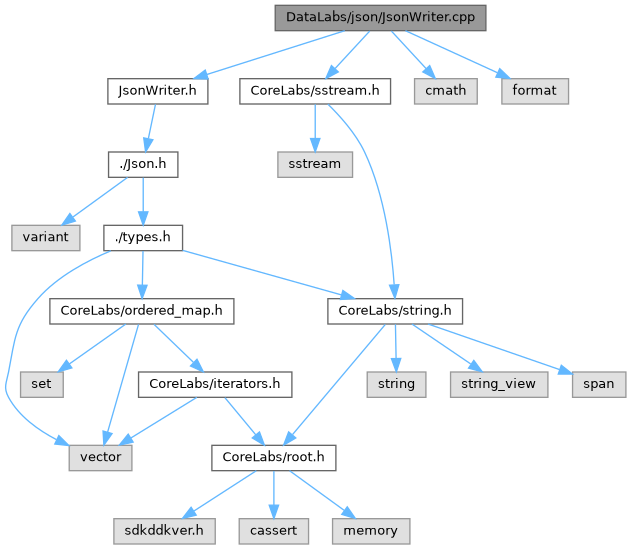 DataLabs/json/JsonWriter.cpp
JsonWriter.h
CoreLabs/sstream.h
cmath
format
./Json.h
sstream
variant
./types.h
CoreLabs/ordered_map.h
CoreLabs/string.h
set
CoreLabs/iterators.h
string
string_view
span
vector
CoreLabs/root.h
sdkddkver.h
cassert
memory